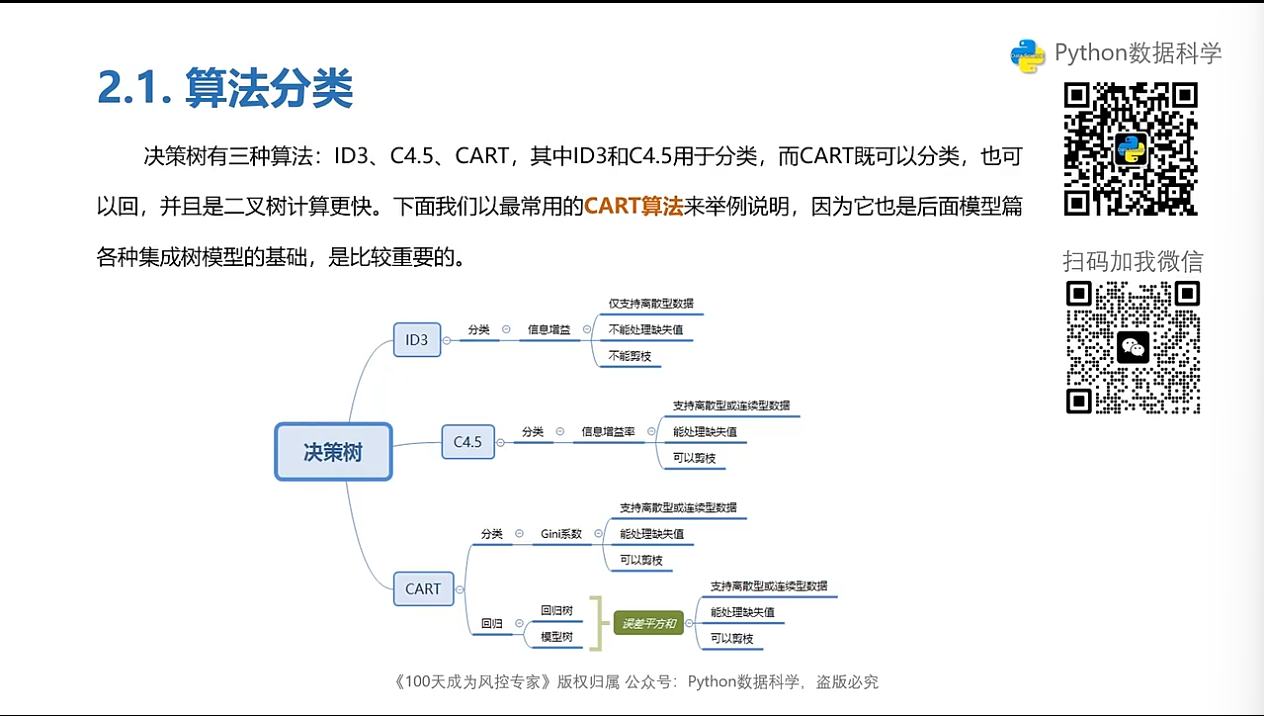 Python数据科学
2.1. 算法分类
决策树有三种算法：ID3、C4.5、CART，其中ID3和C4.5用于分类，而CART既可以分类，也可
以回，并且是二叉树计算更快。下面我们以最常用的CART算法来举例说明，因为它也是后面模型篇
各种集成树模型的基础，是比较重要的。
扫码加我微信
决策树
ID3
分类
信息增益
仅支持离散型数据
不能处理缺失值
不能剪枝
C4.5
分类
信息增益率
支持离散型或连续型数据
能处理缺失值
可以剪枝
CART
分类
Gini系数
支持离散型或连续型数据
能处理缺失值
可以剪枝
回归
回归树
模型树
误差平方和
支持离散型或连续型数据
能处理缺失值
可以剪枝
《100天成为风控专家》版权归属 公众号：Python数据科学，盗版必究